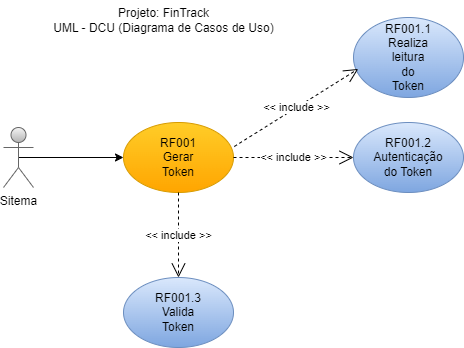 Projeto: FinTrack
UML - DCU (Diagrama de Casos de Uso)
RF001.1
Realiza
leitura
do
Token
<< include >>
RF001
Gerar
Token
<< include >>
RF001.2
Autenticação
do Token
Sitema
<< include >>
RF001.3
Valida
Token